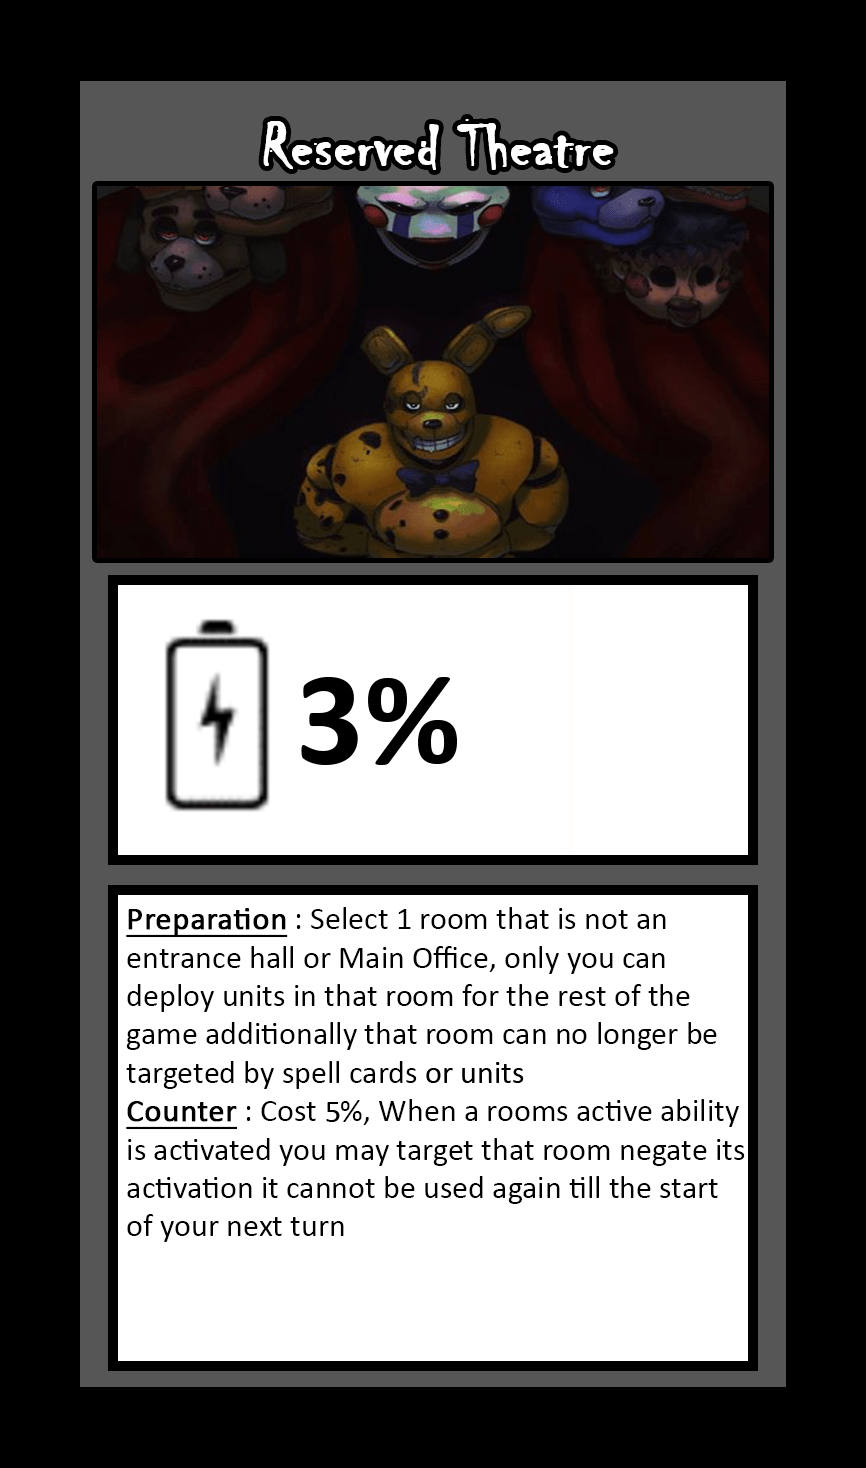 Reserved Theatre
3%
Preparation : Select 1 room that is not an
entrance hall or Main Office, only you can
deploy units in that room for the rest of the
game additionally that room can no longer be
targeted by spell cards or units
Counter : Cost 5%, When a rooms active ability
is activated you may target that room negate its
activation it cannot be used again till the start
of your next turn